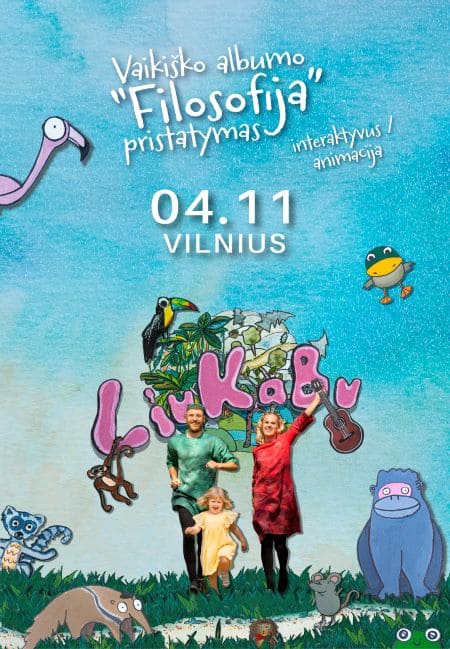 Vaikiško albumo
"Filosofija"
pristatymas
interaktyvus /
animacija
04.11
VILNIUS
LiuKaBu